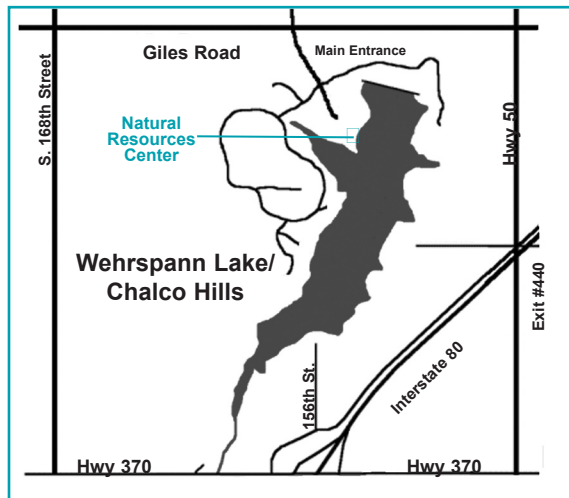 Giles Road
Main Entrance
S. 168th Street
Natural
Resources
Center
Hwy 50
Wehrspann Lake/
Chalco Hills
Exit #440
Interstate 80
156th St.
Hwy 370
Hwy 370